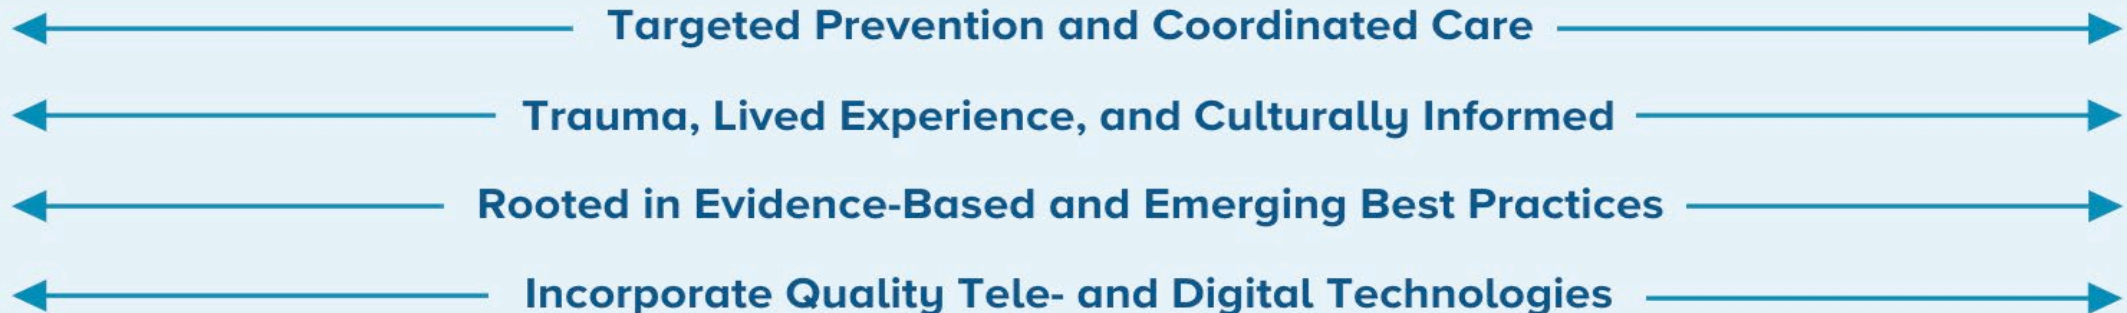 Targeted Prevention and Coordinated Care
Trauma, Lived Experience, and Culturally Informed
Rooted in Evidence-Based and Emerging Best Practices
Incorporate Quality Tele- and Digital Technologies